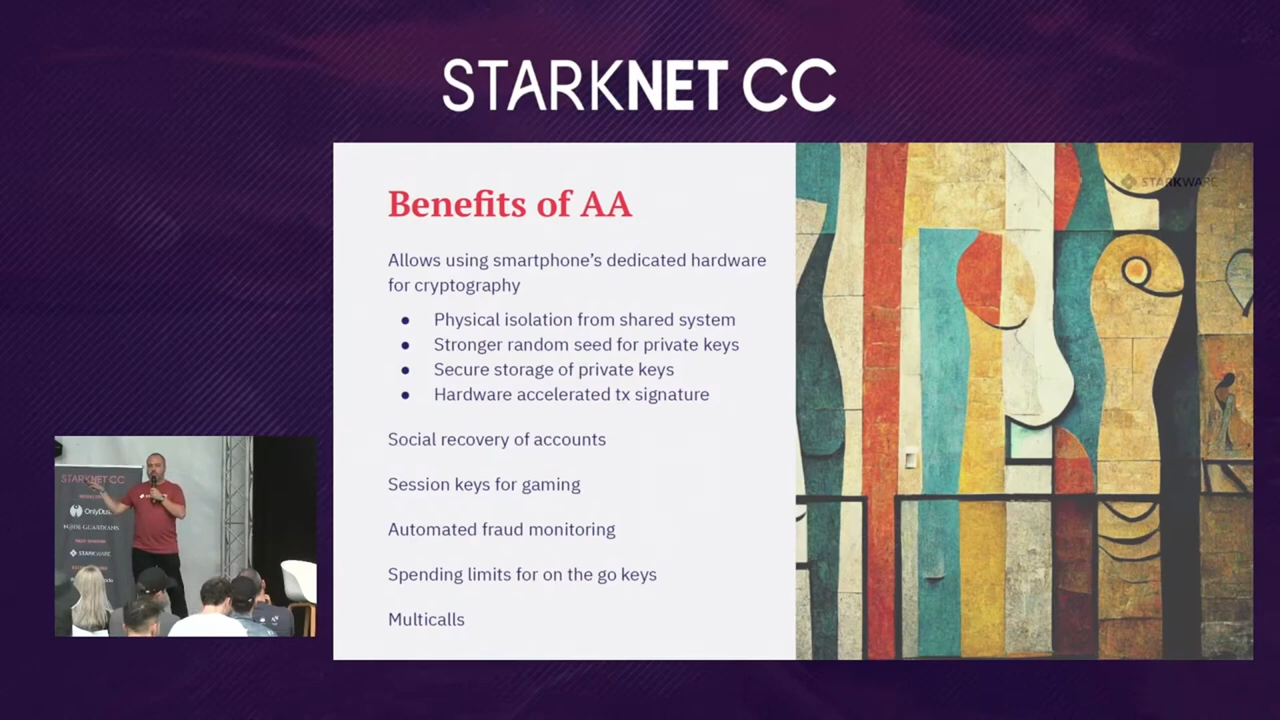 STARKNET CC
Benefits of AA
Allows using smartphone's dedicated hardware
for cryptography
● Physical isolation from shared system
● Stronger random seed for private keys
● Secure storage of private keys
● Hardware accelerated tx signature
Social recovery of accounts
Session keys for gaming
Automated fraud monitoring
Spending limits for on the go keys
Multicalls
STARKWARE
STARKNET CC
OnlyDust
NODE GUARDIANS
STARKWARE